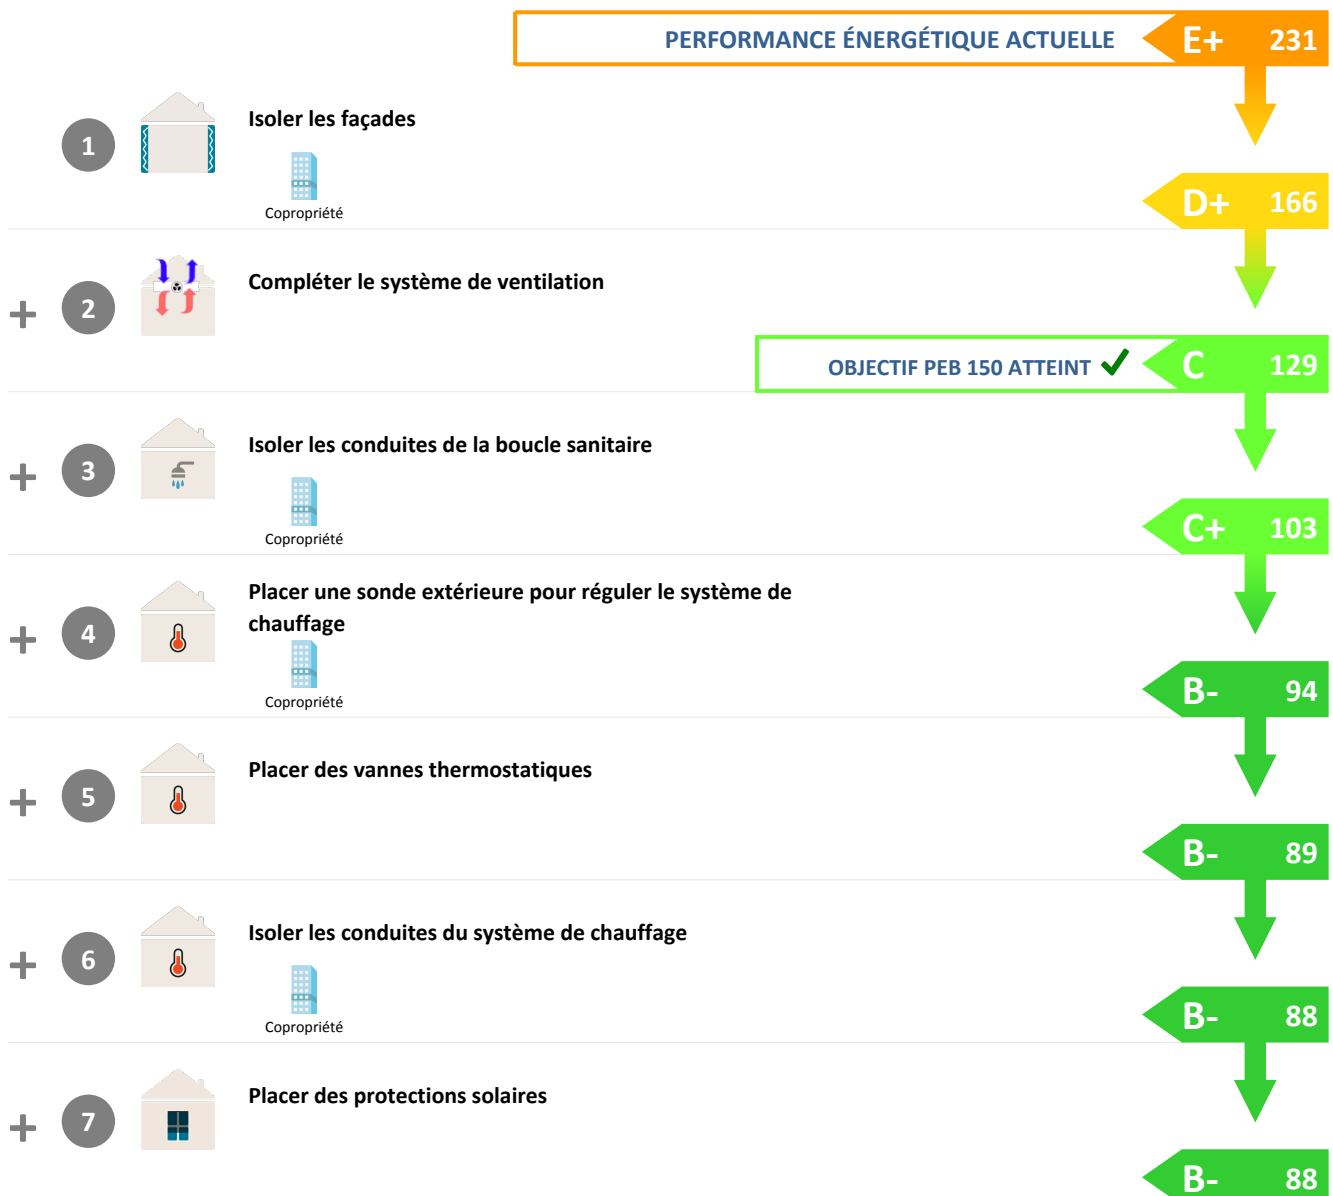 PERFORMANCE ÉNERGÉTIQUE ACTUELLE E+ 231
1 Isoler les façades
Copropriété
D+ 166
+ 2 Compléter le système de ventilation
OBJECTIF PEB 150 ATTEINT ✓ C 129
+ 3 Isoler les conduites de la boucle sanitaire
Copropriété
C+ 103
+ 4 Placer une sonde extérieure pour réguler le système de
chauffage
Copropriété
B- 94
+ 5 Placer des vannes thermostatiques
B- 89
+ 6 Isoler les conduites du système de chauffage
Copropriété
B- 88
+ 7 Placer des protections solaires
B- 88